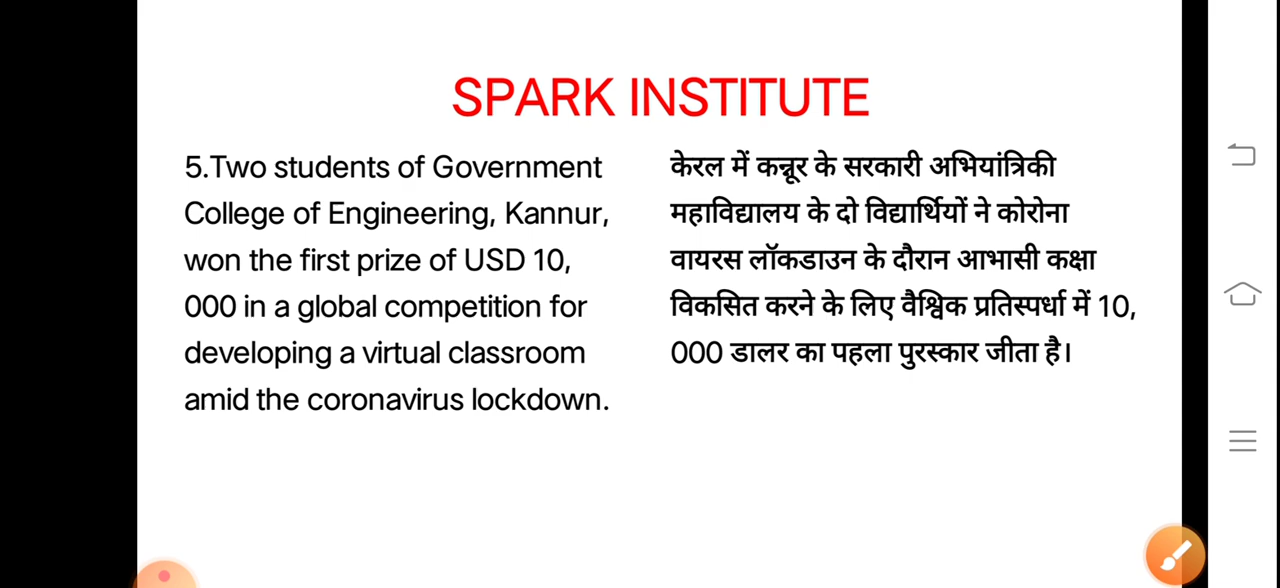 SPARK INSTITUTE
5.Two students of Government
College of Engineering, Kannur,
won the first prize of USD 10,
000 in a global competition for
developing a virtual classroom
amid the coronavirus lockdown.
केरल में कन्नूर के सरकारी अभियांत्रिकी
महाविद्यालय के दो विद्यार्थियों ने कोरोना
वायरस लॉकडाउन के दौरान आभासी कक्षा
विकसित करने के लिए वैश्विक प्रतिस्पर्धा में 10,
000 डालर का पहला पुरस्कार जीता है।